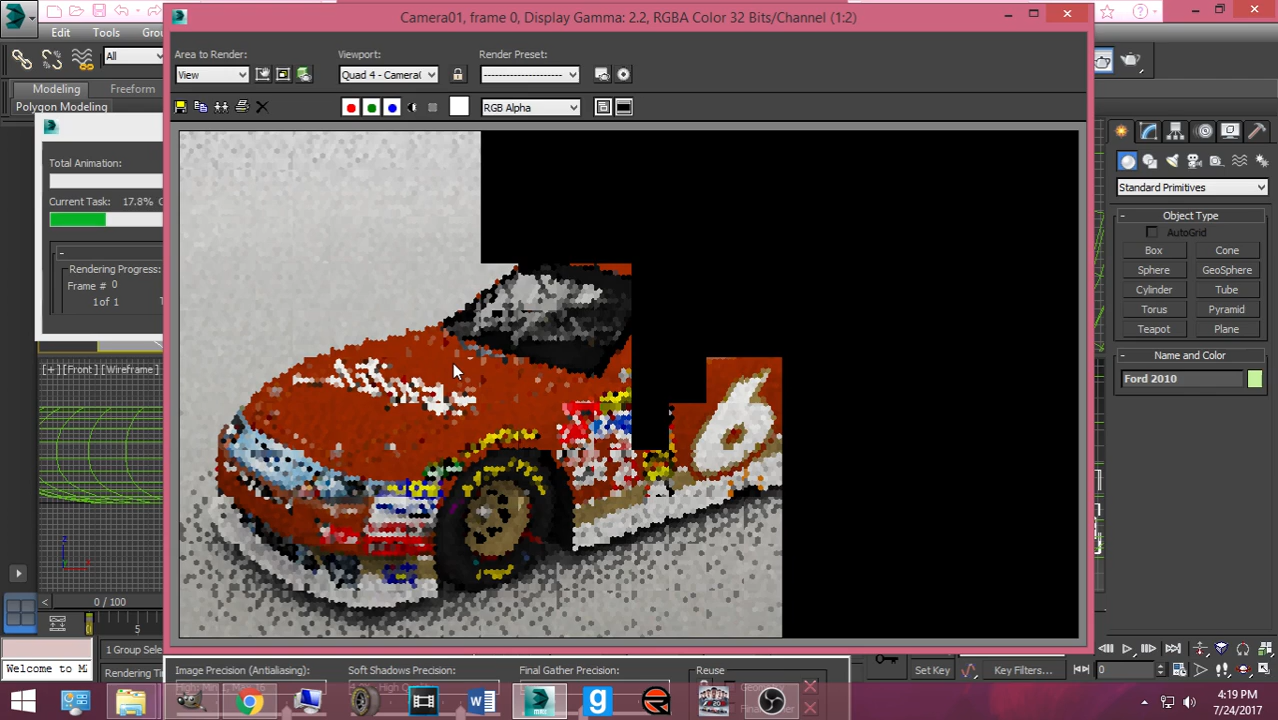 Camera01, frame 0, Display Gamma: 2.2, RGBA Color 32 Bits/Channel (1:2)
Edit
Tools
All
Modeling
Freeform
Polygon Modeling
Area to Render:
View
Viewport:
Quad 4 - Camera(
Render Preset:
RGB Alpha
Total Animation:
Current Task: 17.8%
Rendering Progress:
Frame # 0
1 of 1
[+] [Front] [Wireframe]
6
Standard Primitives
Object Type
AutoGrid
Box
Cone
Sphere
GeoSphere
Cylinder
Tube
Torus
Pyramid
Teapot
Plane
Name and Color
Ford 2010
0 / 100
5
1 Group Sele
Welcome to M
Rendering Tim
Image Precision (Antialiasing):
Soft Shadows Precision:
Final Gather Precision:
Reuse
Set Key
Key Filters...
0
4:19 PM
7/24/2017